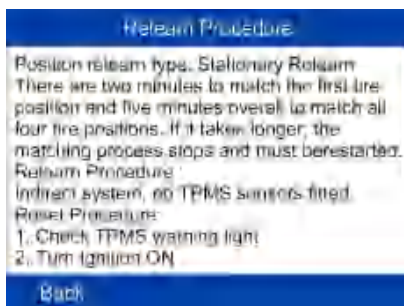 Relearn Procedure
Position relearn type: Stationary Relearn
There are two minutes to match the first tire
position and five minutes overall to match all
four tire positions. If it takes longer, the
matching process stops and must berestarted.
Relearn Procedure
Indirect system, no TPMS sensors fitted
Reset Procedure
1. Check TPMS warning light
2. Turn Ignition ON
Back